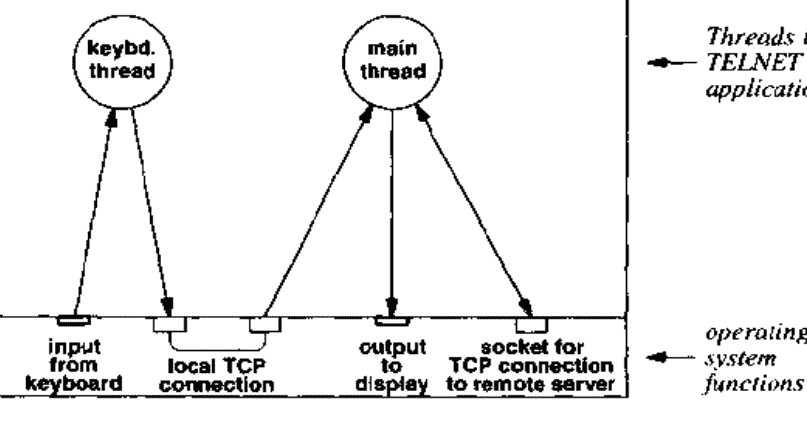 keybd.
thread
main
thread
Threads
TELNET
input
from
keyboard
local TCP
connection
output
to
display
socket for
TCP connection
to remote server
operating
system
functions